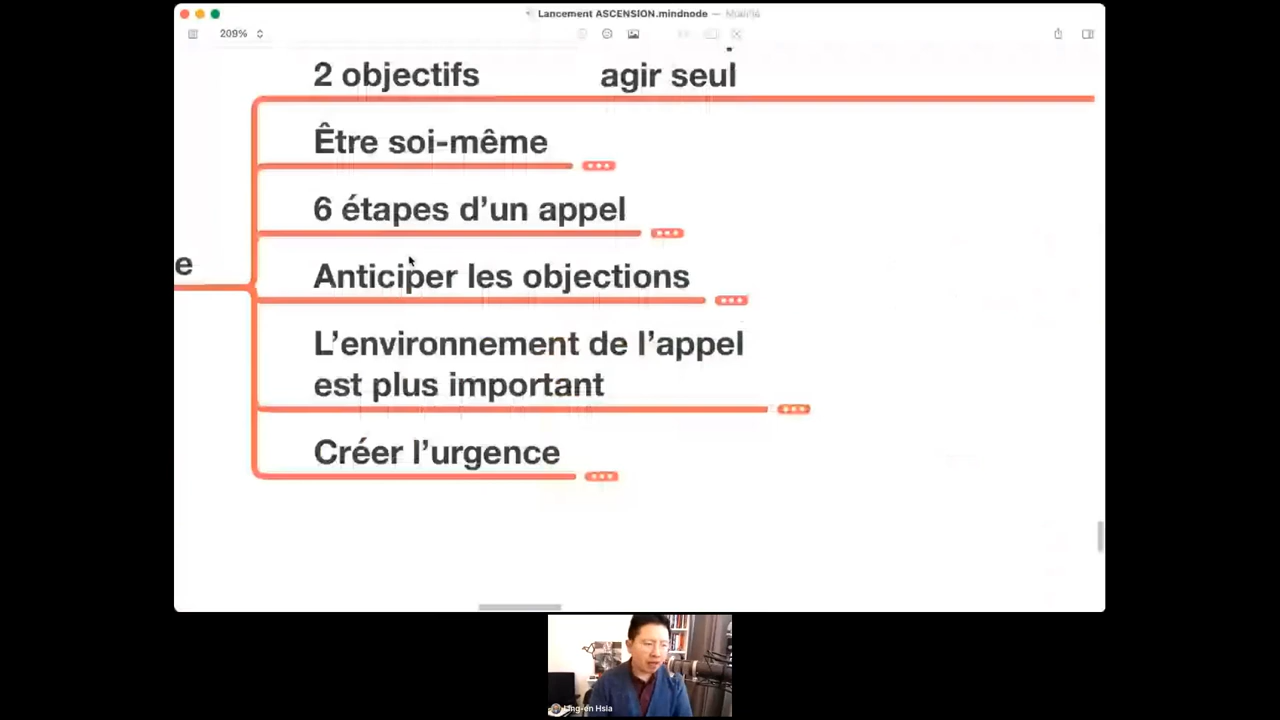 Lancement ASCENSION.mindnode —
209%
2 objectifs
agir seul
Être soi-même
6 étapes d’un appel
e
Anticiper les objections
L’environnement de l’appel
est plus important
Créer l’urgence
Hsia